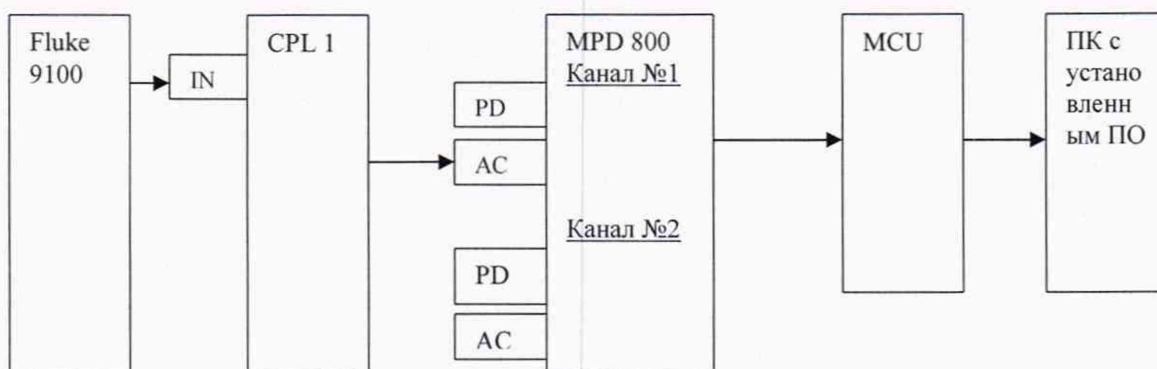 Fluke
9100
IN
CPL 1
PD
AC
MPD 800
Канал №1
Канал №2
PD
AC
MCU
ПК с
устано
вленн
ым ПО